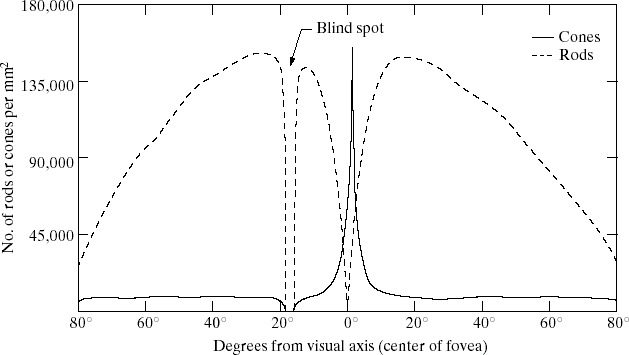 180,000
Blind spot
Cones
Rods
135,000
90,000
45,000
No. of rods or cones per mm²
80° 60° 40° 20° 0° 20° 40° 60° 80°
Degrees from visual axis (center of fovea)